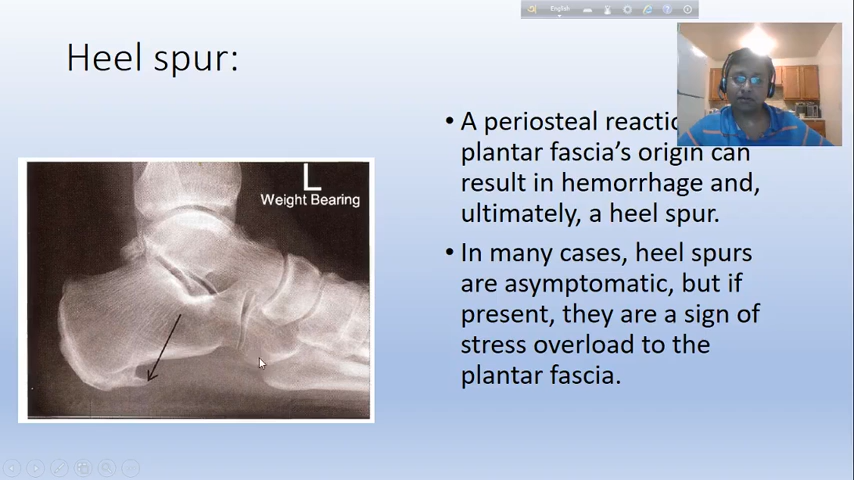 English
Heel spur:
• A periosteal
plantar fascia's origin can
result in hemorrhage and,
ultimately, a heel spur.
• In many cases, heel spurs
are asymptomatic, but if
present, they are a sign of
stress overload to the
plantar fascia.
L
Weight Bearing